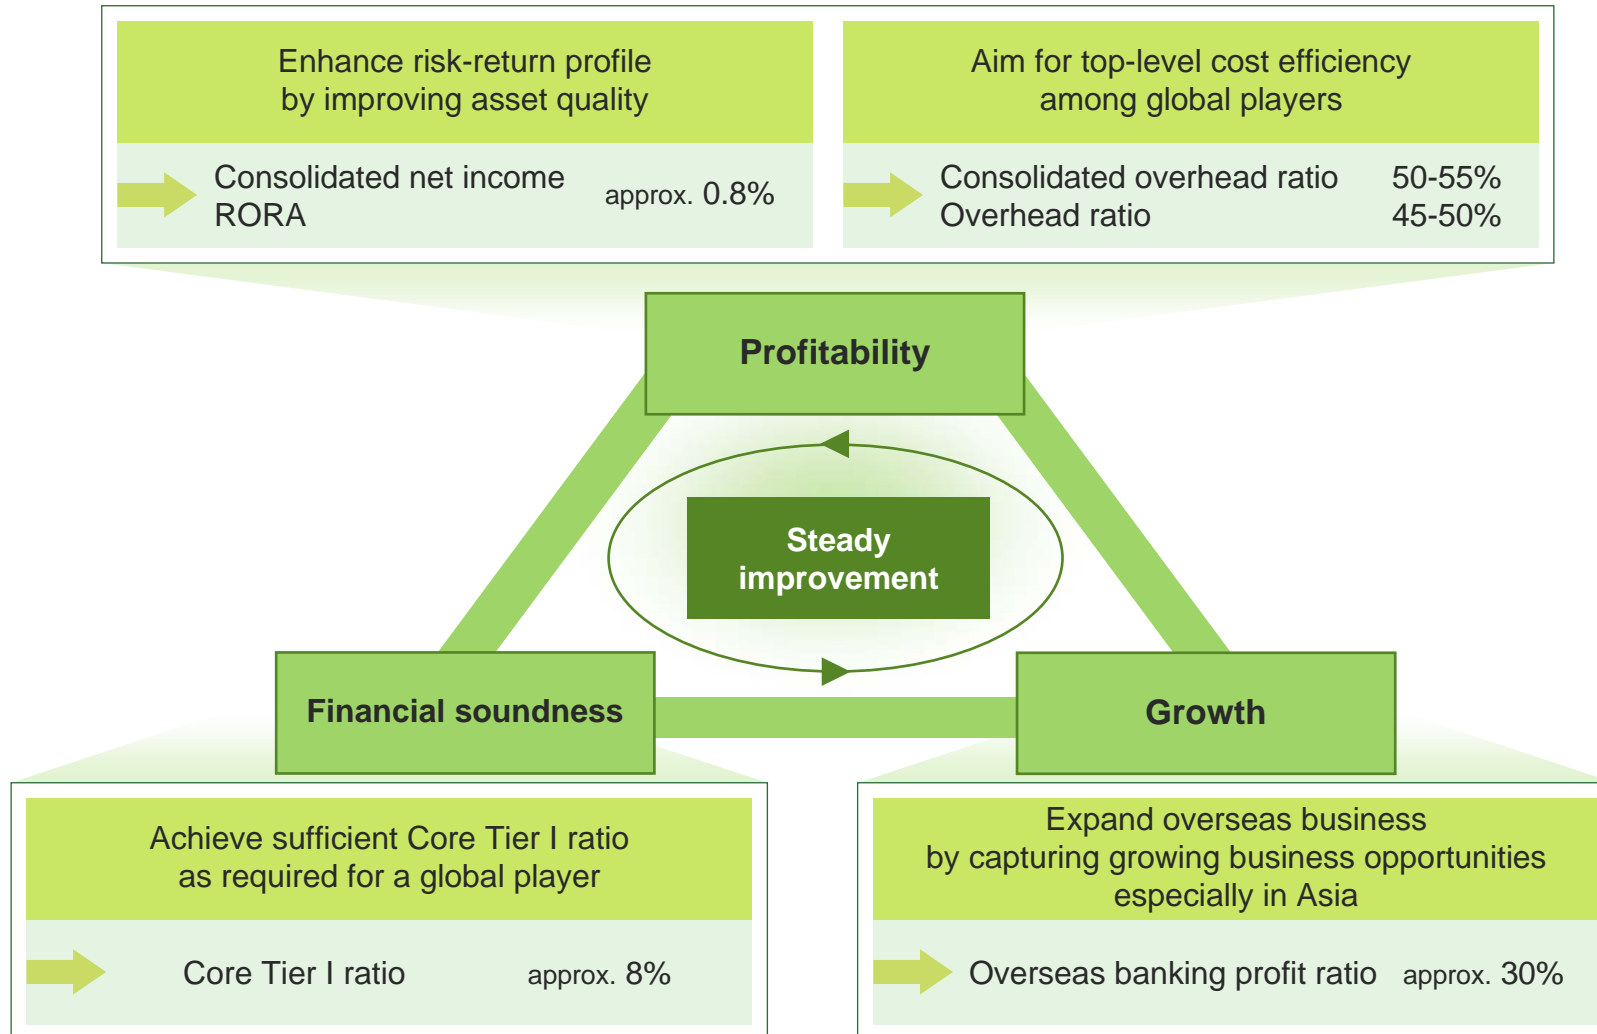 Enhance risk-return profile
by improving asset quality
Consolidated net income
RORA
approx. 0.8%
Aim for top-level cost efficiency
among global players
Consolidated overhead ratio 50-55%
Overhead ratio 45-50%
Profitability
Steady
improvement
Financial soundness
Growth
Achieve sufficient Core Tier I ratio
as required for a global player
Core Tier I ratio approx. 8%
Expand overseas business
by capturing growing business opportunities
especially in Asia
Overseas banking profit ratio approx. 30%